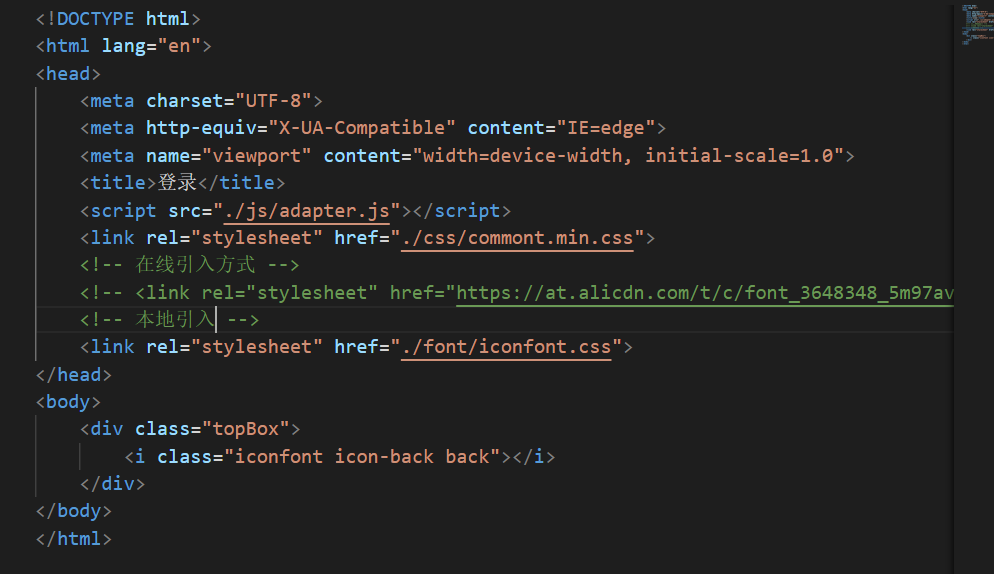 <!DOCTYPE html>
<html lang="en">
<head>
    <meta charset="UTF-8">
    <meta http-equiv="X-UA-Compatible" content="IE=edge">
    <meta name="viewport" content="width=device-width, initial-scale=1.0">
    <title>登录</title>
    <script src="./js/adapter.js"></script>
    <link rel="stylesheet" href="./css/commont.min.css">
    <!-- 在线引入方式 -->
    <!-- <link rel="stylesheet" href="https://at.alicdn.com/t/c/font_3648348_5m97av
    <!-- 本地引入 -->
    <link rel="stylesheet" href="./font/iconfont.css">
</head>
<body>
    <div class="topBox">
        <i class="iconfont icon-back back"></i>
    </div>
</body>
</html>